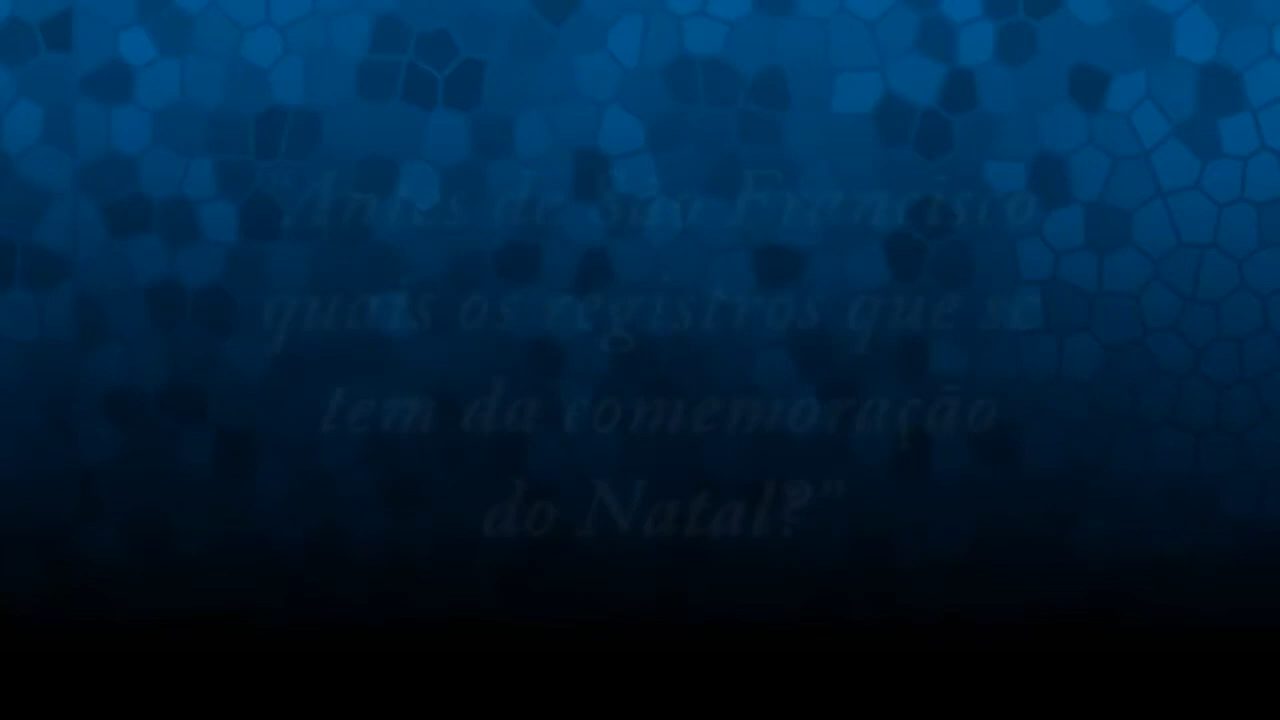 “Antes de São Francisco
quais os registros que se
tem da comemoração
do Natal?”